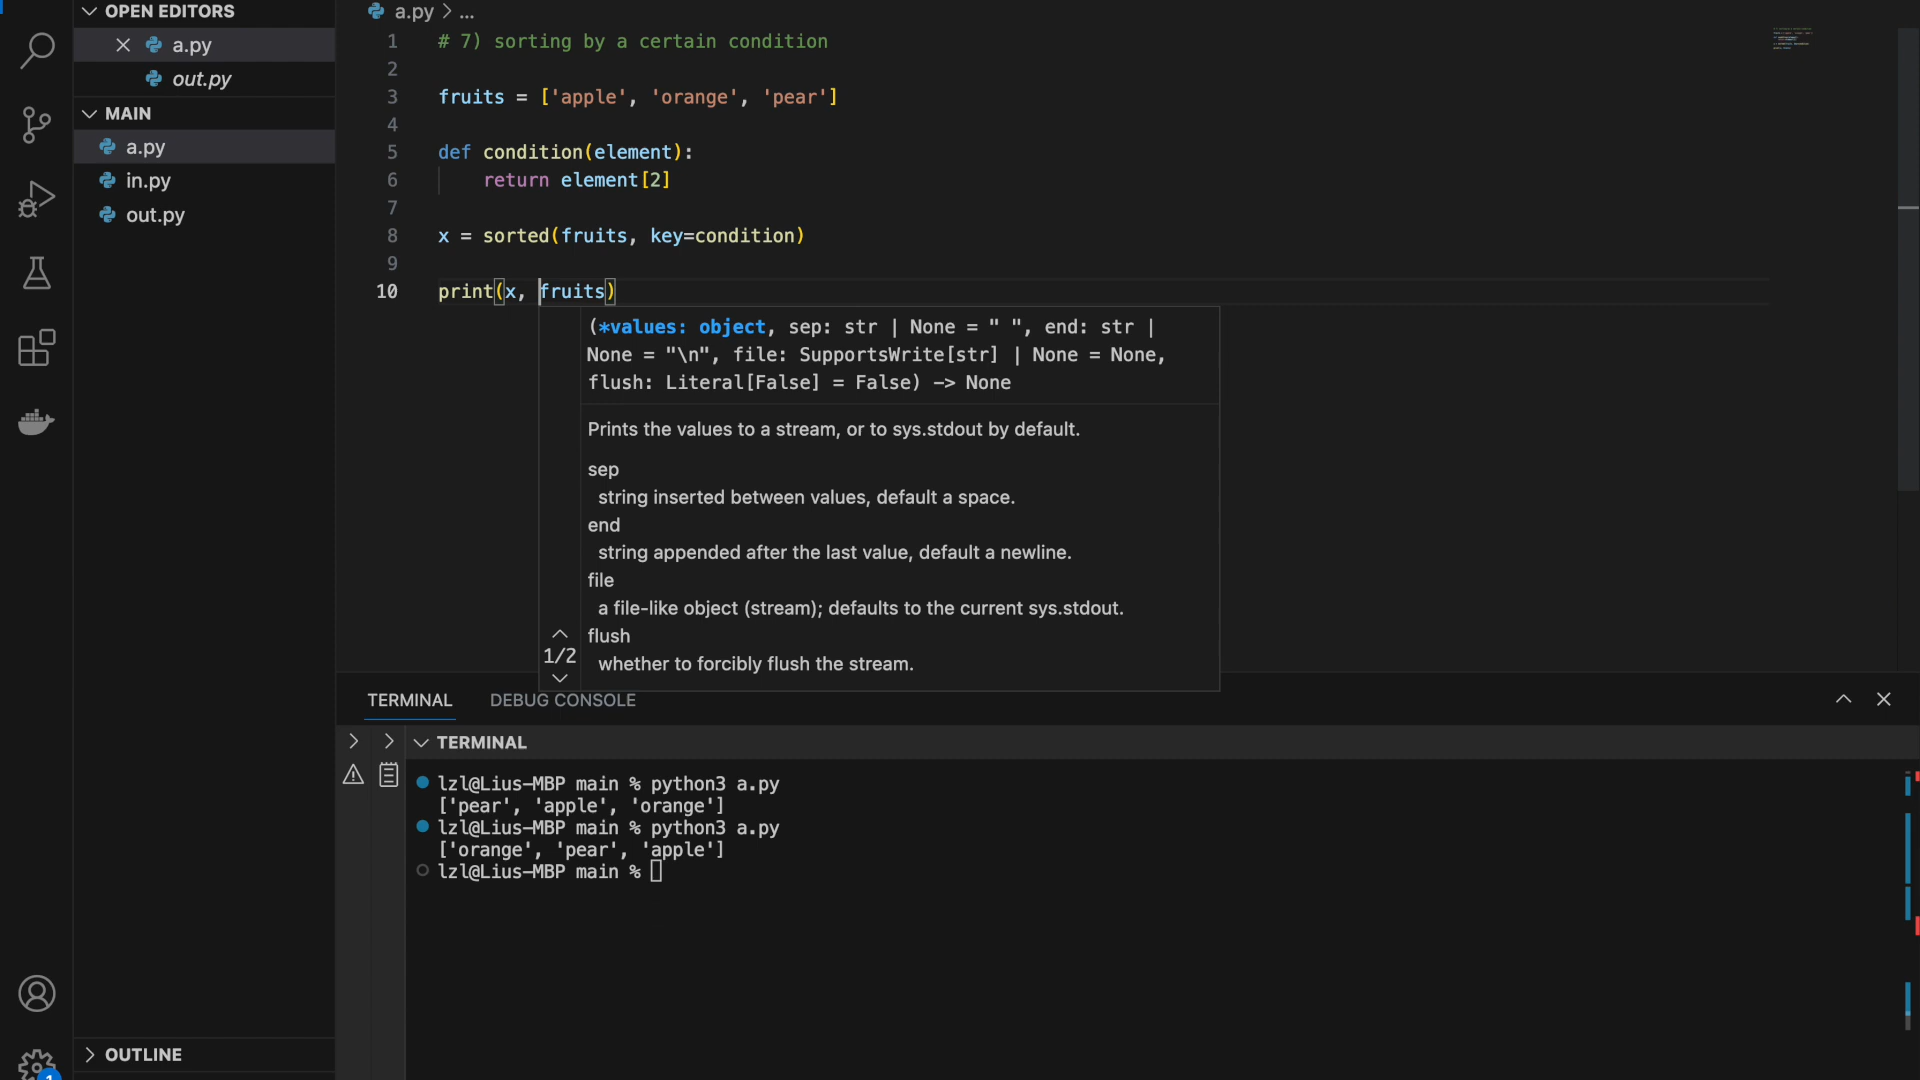 OPEN EDITORS
a.py
out.py
MAIN
a.py
in.py
out.py
OUTLINE
1
a.py > ...
1 # 7) sorting by a certain condition
2
3 fruits = ['apple', 'orange', 'pear']
4
5 def condition(element):
6 return element[2]
7
8 x = sorted(fruits, key=condition)
9
10 print(x, fruits)
(*values: object, sep: str | None = " ", end: str |
None = "\n", file: SupportsWrite[str] | None = None,
flush: Literal[False] = False) -> None
Prints the values to a stream, or to sys.stdout by default.
sep
string inserted between values, default a space.
end
string appended after the last value, default a newline.
file
a file-like object (stream); defaults to the current sys.stdout.
flush
1/2
whether to forcibly flush the stream.
TERMINAL DEBUG CONSOLE
TERMINAL
lzl@Lius-MBP main % python3 a.py
['pear', 'apple', 'orange']
lzl@Lius-MBP main % python3 a.py
['orange', 'pear', 'apple']
lzl@Lius-MBP main %